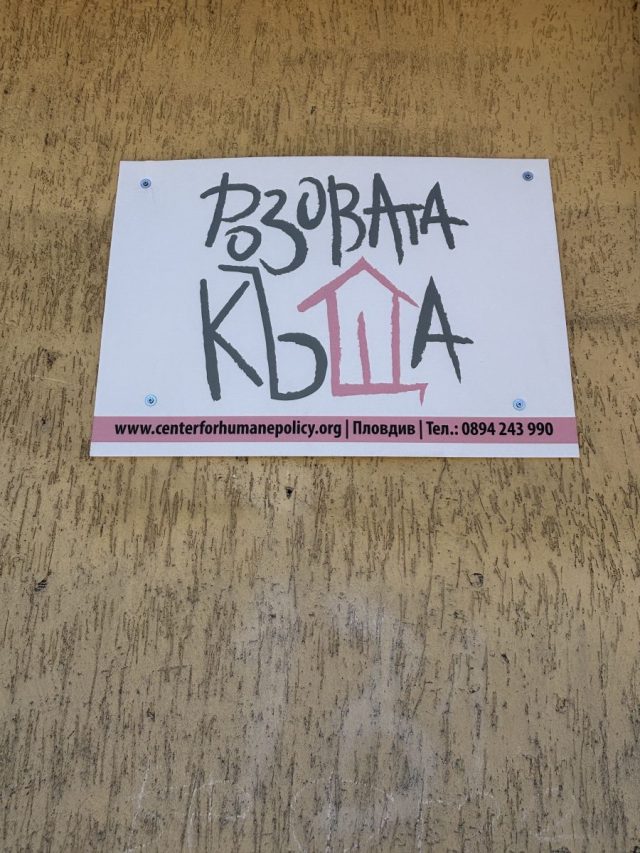 РОЗОВАТА
КЪЩА
www.centerforhumanepolicy.org | Пловдив | Тел.: 0894 243 990